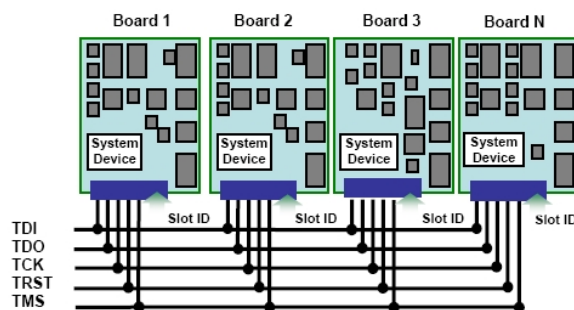 Board 1
Board 2
Board 3
Board N
System
Device
System
Device
System
Device
System
Device
Slot ID
Slot ID
Slot ID
Slot ID
TDI
TDO
TCK
TRST
TMS